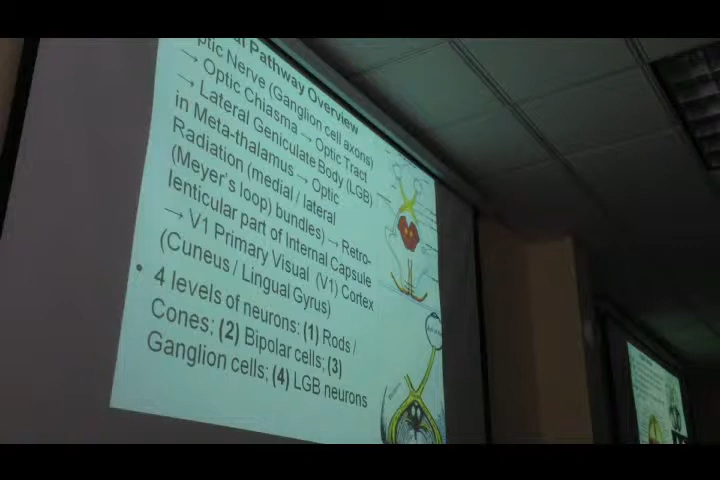 Pathway Overview
Optic Nerve (Ganglion cell axons)
→ Optic Chiasma → Optic Tract
→ Lateral Geniculate Body (LGB)
in Meta-thalamus → Optic
Radiation (medial / lateral
(Meyer's loop) bundles) → Retro-
lenticular part of Internal Capsule
→ V1 Primary Visual (V1) Cortex
(Cuneus / Lingual Gyrus)
• 4 levels of neurons: (1) Rods /
Cones; (2) Bipolar cells; (3)
Ganglion cells; (4) LGB neurons